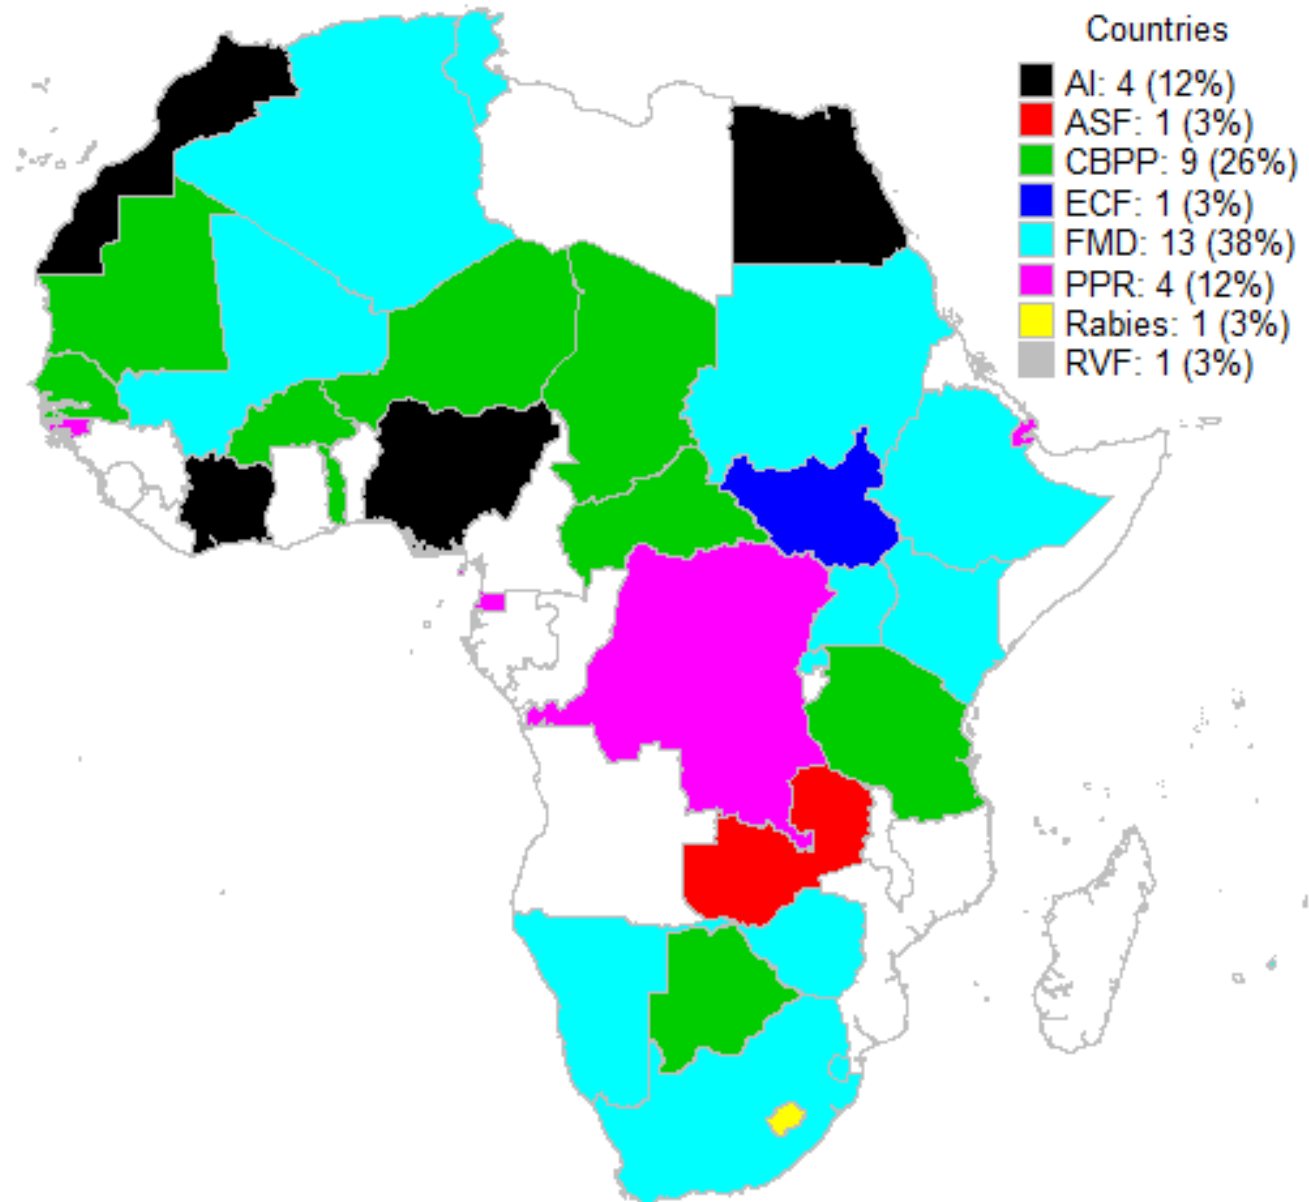 Countries
AI: 4 (12%)
ASF: 1 (3%)
CBPP: 9 (26%)
ECF: 1 (3%)
FMD: 13 (38%)
PPR: 4 (12%)
Rabies: 1 (3%)
RVF: 1 (3%)